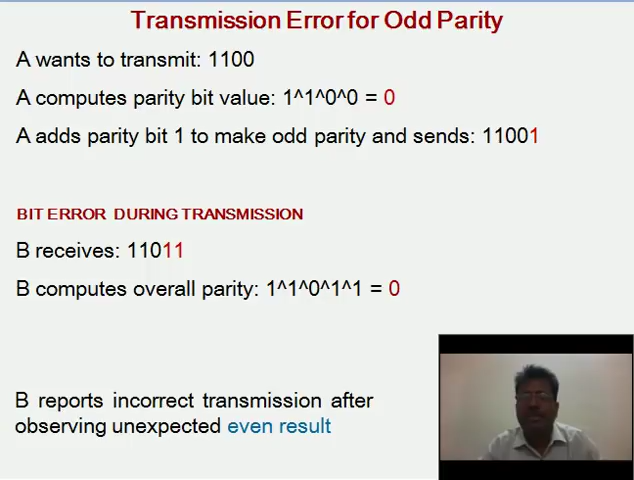 Transmission Error for Odd Parity
A wants to transmit: 1100
A computes parity bit value: 1^1^0^0 = 0
A adds parity bit 1 to make odd parity and sends: 11001
BIT ERROR DURING TRANSMISSION
B receives: 11011
B computes overall parity: 1^1^0^1^1 = 0
B reports incorrect transmission after
observing unexpected even result